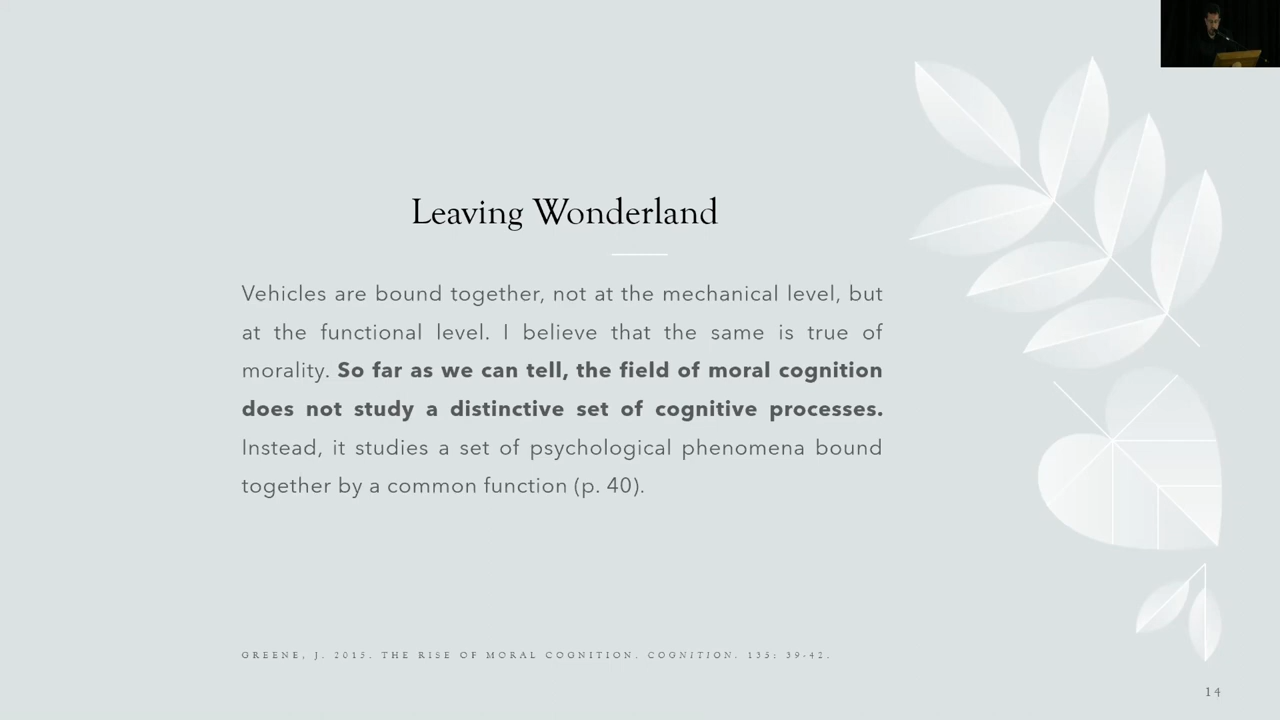 Leaving Wonderland
Vehicles are bound together, not at the mechanical level, but
at the functional level. I believe that the same is true of
morality. So far as we can tell, the field of moral cognition
does not study a distinctive set of cognitive processes.
Instead, it studies a set of psychological phenomena bound
together by a common function (p. 40).
GREENE, J. 2015. THE RISE OF MORAL COGNITION. COGNITION. 135: 39-42.
14